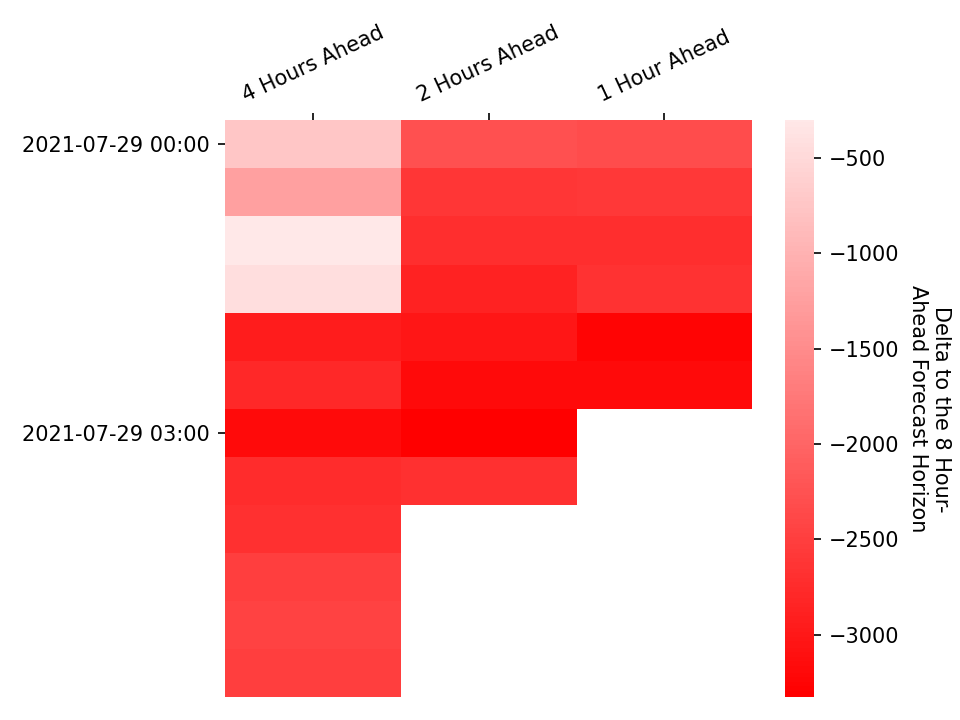 4 Hours Ahead
2 Hours Ahead
1 Hour Ahead
2021-07-29 00:00
2021-07-29 03:00
−500
−1000
−1500
−2000
−2500
−3000
Delta to the 8 Hour-
Ahead Forecast Horizon